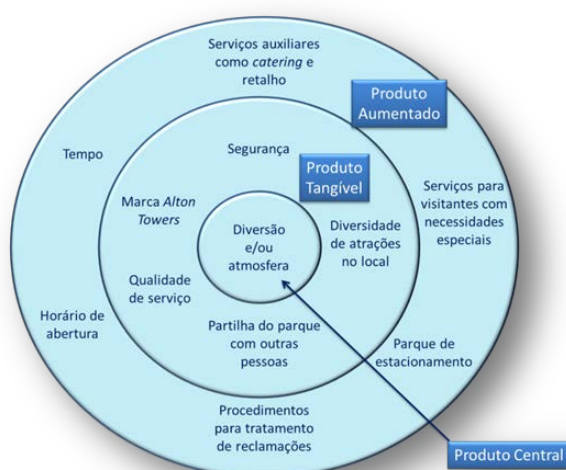 Serviços auxiliares
como catering e
retalho
Produto
Aumentado
Tempo
Segurança
Produto
Tangível
Marca Alton
Towers
Serviços para
visitantes com
necessidades
especiais
Diversão
e/ou
atmosfera
Diversidade
de atrações
no local
Qualidade
de serviço
Horário de
abertura
Partilha do parque
com outras
pessoas
Parque de
estacionamento
Procedimentos
para tratamento
de reclamações
Produto Central